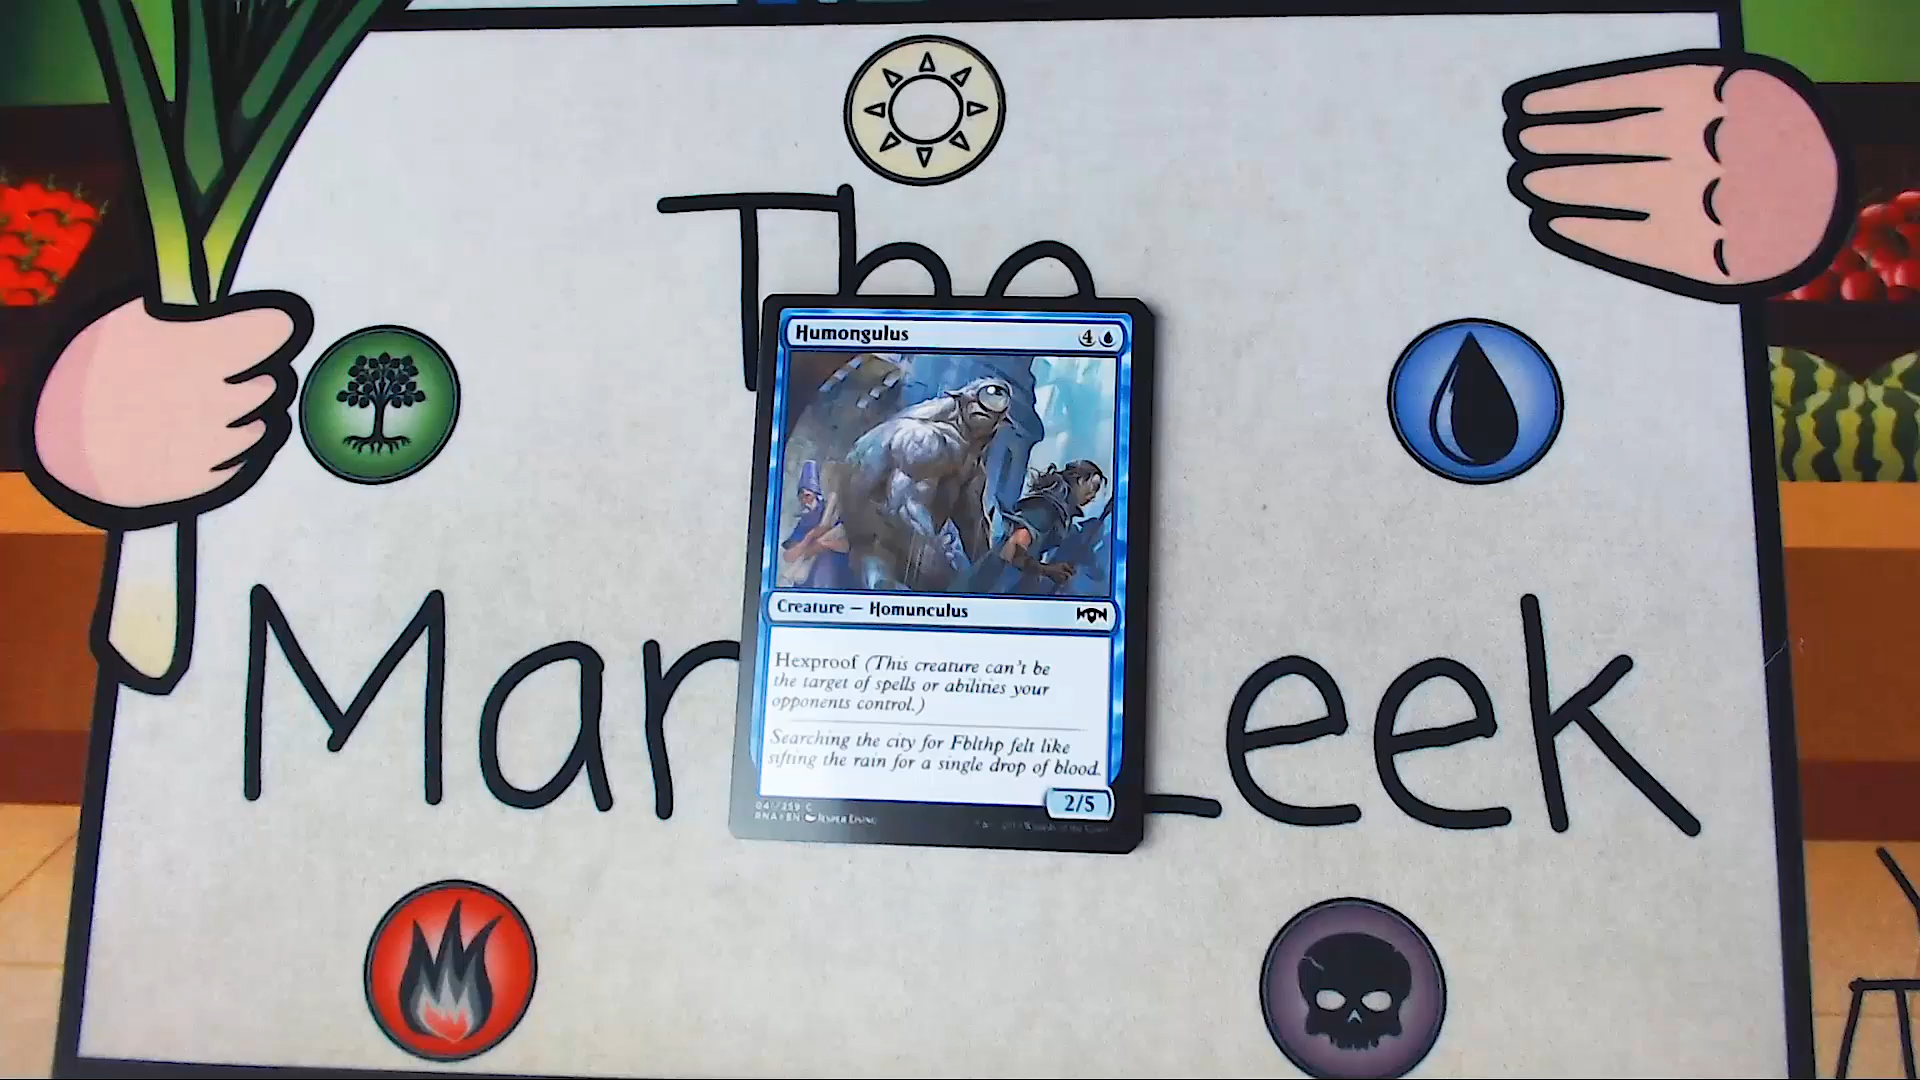 The
Humongulus 4
Creature — Homunculus
Hexproof (This creature can't be
the target of spells or abilities your
opponents control.)
Searching the city for Fblthp felt like
sifting the rain for a single drop of blood.
2/5
RNA • EN
Mar
Leek